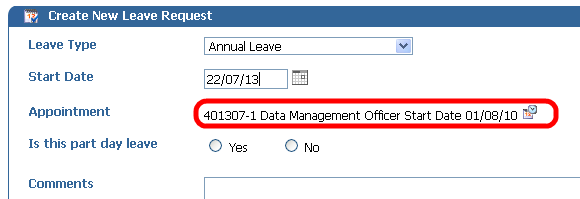 Create New Leave Request
Leave Type Annual Leave
Start Date 22/07/13
Appointment 401307-1 Data Management Officer Start Date 01/08/10
Is this part day leave Yes No
Comments